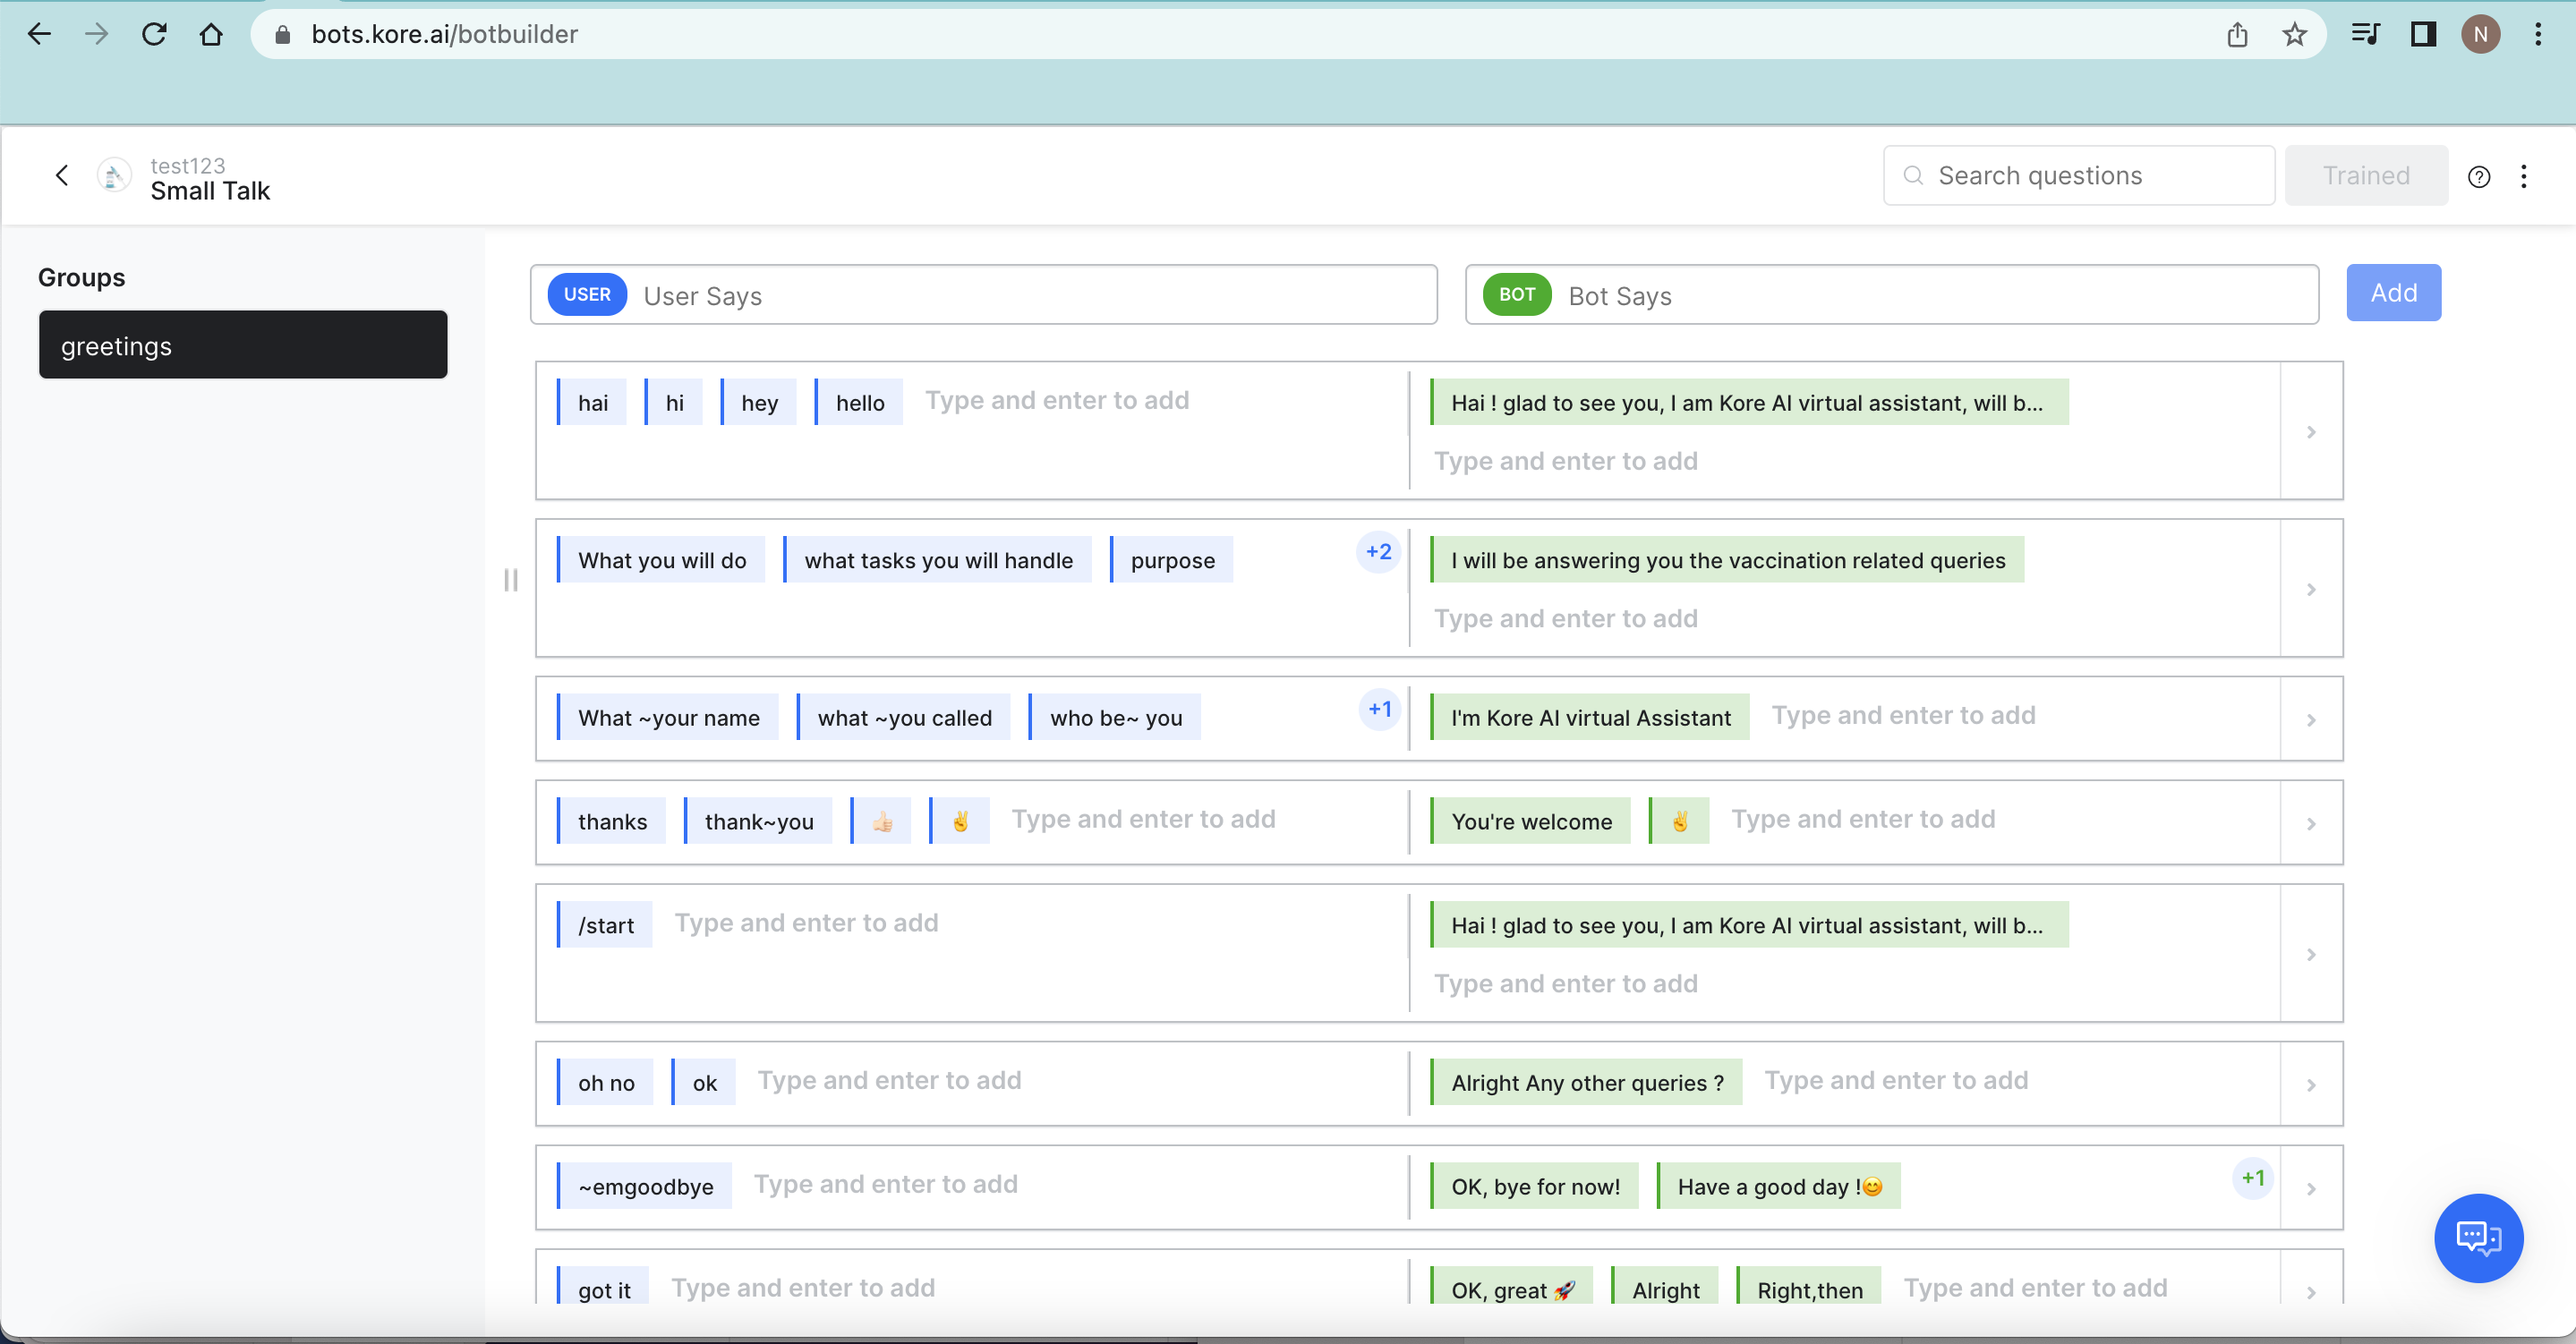 bots.kore.ai/botbuilder
N
test123
Small Talk
Search questions
Trained
Groups
greetings
USER User Says
BOT Bot Says
Add
hai hi hey hello Type and enter to add
Hai ! glad to see you, I am Kore AI virtual assistant, will b...
Type and enter to add
What you will do what tasks you will handle purpose +2
I will be answering you the vaccination related queries
Type and enter to add
What ~your name what ~you called who be~ you +1
I'm Kore AI virtual Assistant Type and enter to add
thanks thank~you 👍🏻 ✌️ Type and enter to add
You're welcome ✌️ Type and enter to add
/start Type and enter to add
Hai ! glad to see you, I am Kore AI virtual assistant, will b...
Type and enter to add
oh no ok Type and enter to add
Alright Any other queries ? Type and enter to add
~emgoodbye Type and enter to add
OK, bye for now! Have a good day !😊 +1
got it Type and enter to add
OK, great 🚀 Alright Right,then Type and enter to add